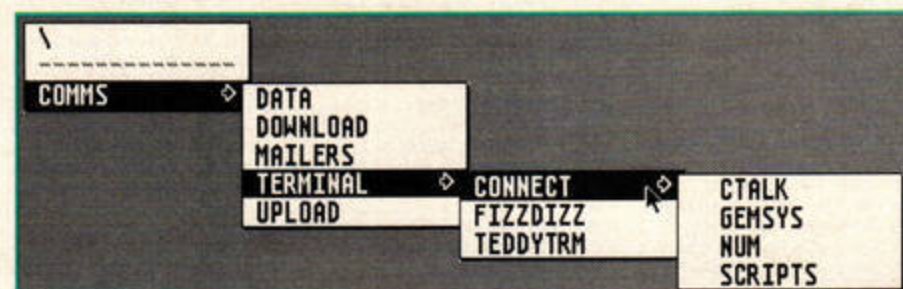 \
----------------
COMMS
DATA
DOWNLOAD
MAILERS
TERMINAL
UPLOAD
CONNECT
FIZZDIZZ
TEDDYTRM
CTALK
GEMSYS
NUM
SCRIPTS